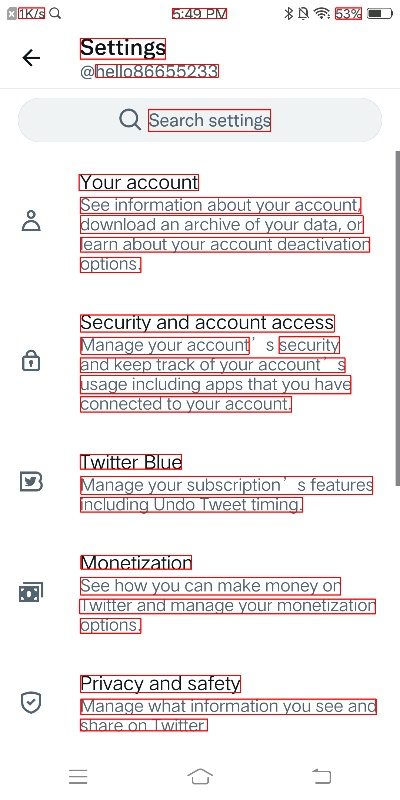 1K/s 5:49 PM 53%
Settings
@hello86655233
Search settings
Your account
See information about your account,
download an archive of your data, or
learn about your account deactivation
options.
Security and account access
Manage your account’s security
and keep track of your account’s
usage including apps that you have
connected to your account.
Twitter Blue
Manage your subscription’s features
including Undo Tweet timing.
Monetization
See how you can make money on
Twitter and manage your monetization
options.
Privacy and safety
Manage what information you see and
share on Twitter.